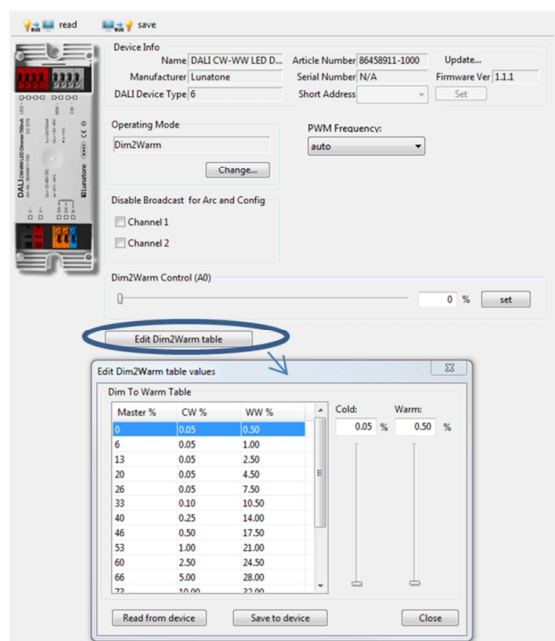 read save
Device Info
Name DALI CW-WW LED D... Article Number 86458911-1000 Update...
Manufacturer Lunatone Serial Number N/A Firmware Ver 1.1.1
DALI Device Type 6 Short Address Set
Operating Mode
PWM Frequency:
Dim2Warm auto
Change...
Disable Broadcast for Arc and Config
Channel 1
Channel 2
Dim2Warm Control (A0)
0 % set
Edit Dim2Warm table
Edit Dim2Warm table values
Dim To Warm Table
Master % CW % WW % Cold: Warm:
0 0.05 0.50 0.05 % 0.50 %
6 0.05 1.00
13 0.05 2.50
20 0.05 4.50
26 0.05 7.50
33 0.10 10.50
40 0.25 14.00
46 0.50 17.50
53 1.00 21.00
60 2.50 24.50
66 5.00 28.00
73 10.00 32.00
Read from device Save to device Close
Lunatone